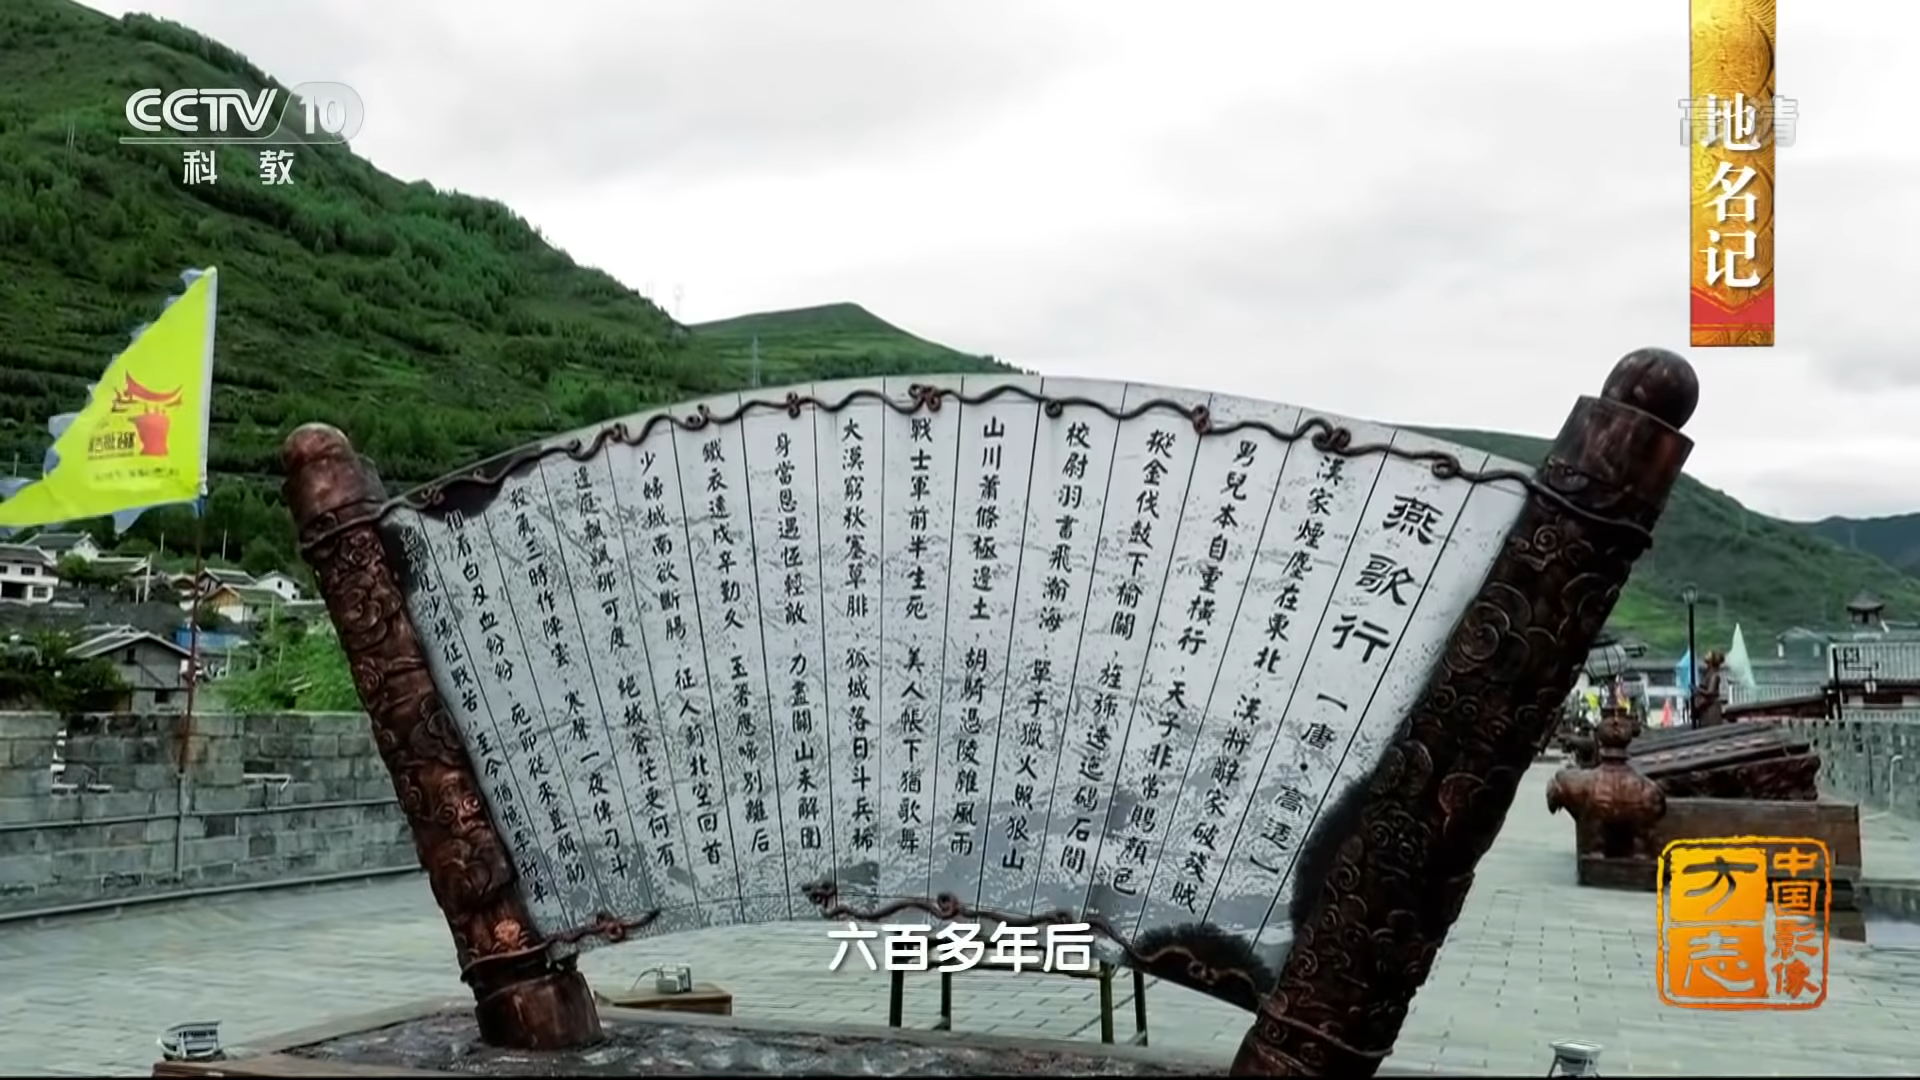 CCTV 10
科 教
高清
地名记
燕歌行 【唐·高適】
漢家煙塵在東北,漢將辭家破殘賊
男兒本自重橫行,天子非常賜顏色
金伐鼓下榆關,旌旆逶迤碣石間
校尉羽書飛瀚海,單于獵火照狼山
山川蕭條極邊土,胡騎憑陵雜風雨
戰士軍前半生死,美人帳下猶歌舞
大漠窮秋塞草腓,孤城落日斗兵稀
身當恩遇恆輕敵,力盡關山未解圍
鐵衣遠戍辛勤久,玉著應啼別離后
少婦城南欲斷腸,征人薊北空回首
邊庭飄颻那可度 絕域蒼茫更何有
殺氣三時作陣雲,寒聲一夜傳刁斗
相看白刃血紛紛,死節從來豈顧勛
沙場征戰苦,至今猶憶李將軍
六百多年后
中国影像
方志